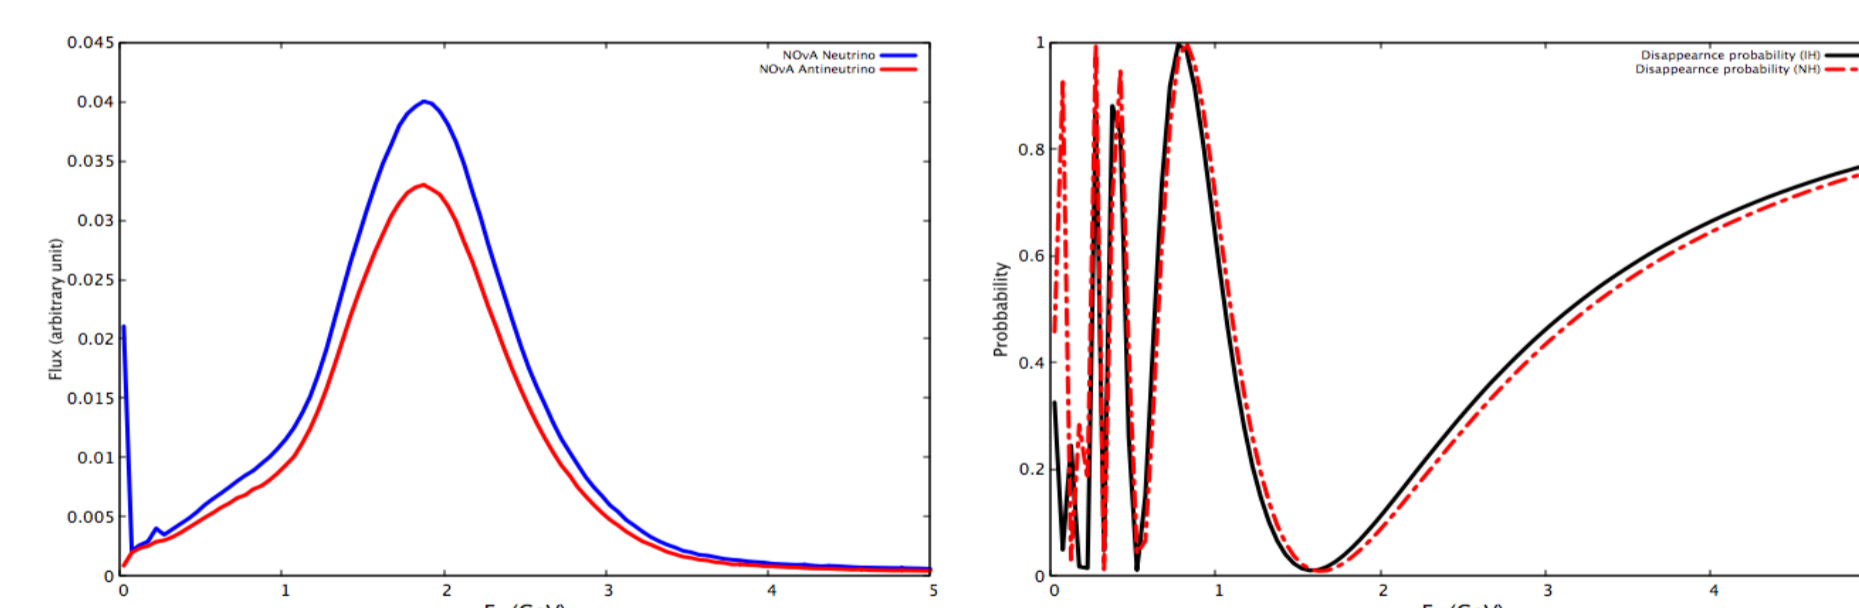 0.045
0.04
0.035
0.03
0.025
0.02
0.015
0.01
0.005
0
Flux (arbitrary unit)
NOvA Neutrino
NOvA Antineutrino
0 1 2 3 4 5
(GeV)
1
0.8
0.6
0.4
0.2
0
Probbability
Disappearnce probability (IH)
Disappearnce probability (NH)
0 1 2 3 4
(GeV)